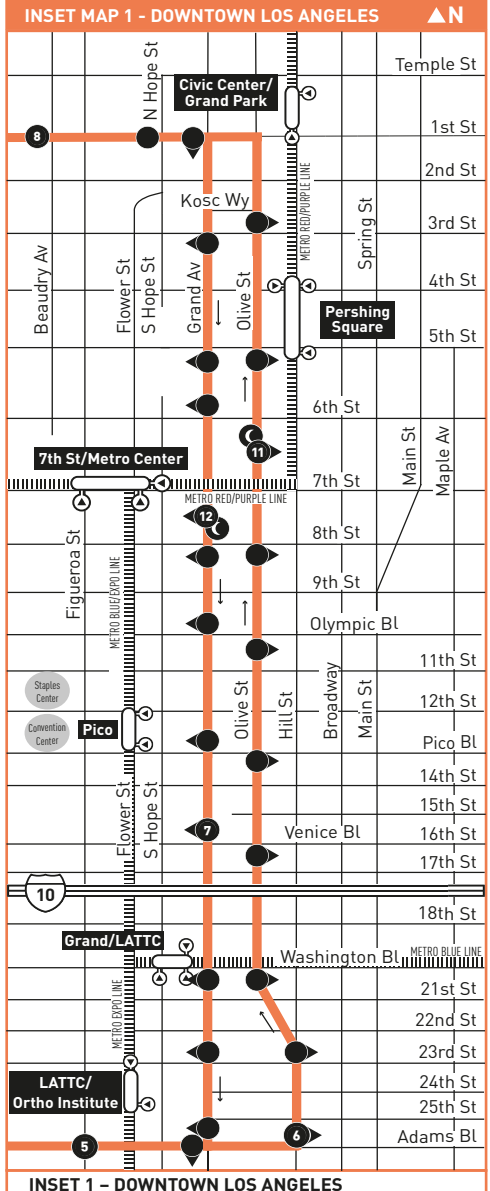 INSET MAP 1 - DOWNTOWN LOS ANGELES
▲N
Temple St
N Hope St
Civic Center/
Grand Park
8
1st St
2nd St
METRO RED/PURPLE LINE
Kosc Wy
Spring St
3rd St
Beaudry Av
Flower St
S Hope St
Grand Av
Olive St
4th St
Pershing
Square
5th St
6th St
11
Main St
Maple Av
7th St/Metro Center
7th St
METRO RED/PURPLE LINE
12
8th St
Figueroa St
METRO BLUE/EXPO LINE
9th St
Olympic Bl
11th St
Staples
Center
Olive St
Hill St
Broadway
Main St
12th St
Convention
Center
Pico
Pico Bl
14th St
Flower St
S Hope St
15th St
7
Venice Bl
16th St
17th St
10
18th St
Grand/LATTC
Washington Bl
METRO BLUE LINE
21st St
METRO EXPO LINE
22nd St
23rd St
LATTC/
Ortho Institute
24th St
25th St
5
6
Adams Bl
INSET 1 – DOWNTOWN LOS ANGELES